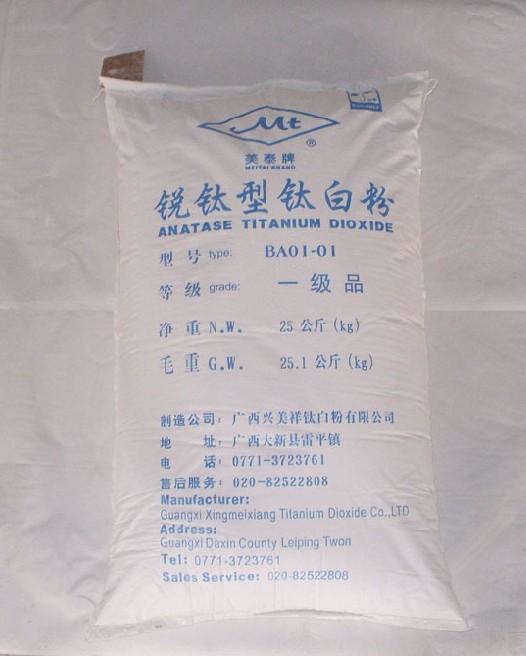 Mt
®
美泰牌
MEITAI BRAND
锐钛型钛白粉
ANATASE TITANIUM DIOXIDE
型号 type: BA01-01
等级 grade: 一级品
净重 N.W. 25 公斤 (kg)
毛重 G.W. 25.1 公斤 (kg)
制造公司: 广西兴美祥钛白粉有限公司
地 址: 广西大新县雷平镇
电 话: 0771-3723761
售后服务: 020-82522808
Manufacturer:
Guangxi Xingmeixiang Titanium Dioxide Co.,LTD
Address:
Guangxi Daxin County Leiping Twon
Tel: 0771-3723761
Sales Service: 020-82522808